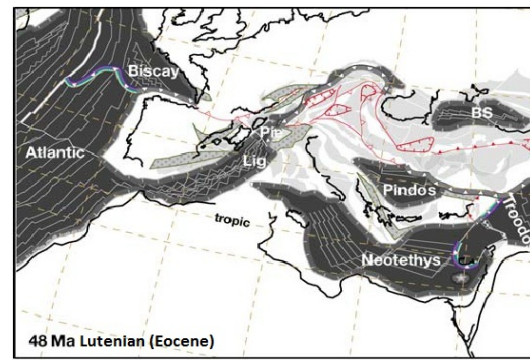 Biscay
BS
Atlantic
Pie
Lig
Pindos
Troodo
tropic
Neotethys
48 Ma Lutenian (Eocene)